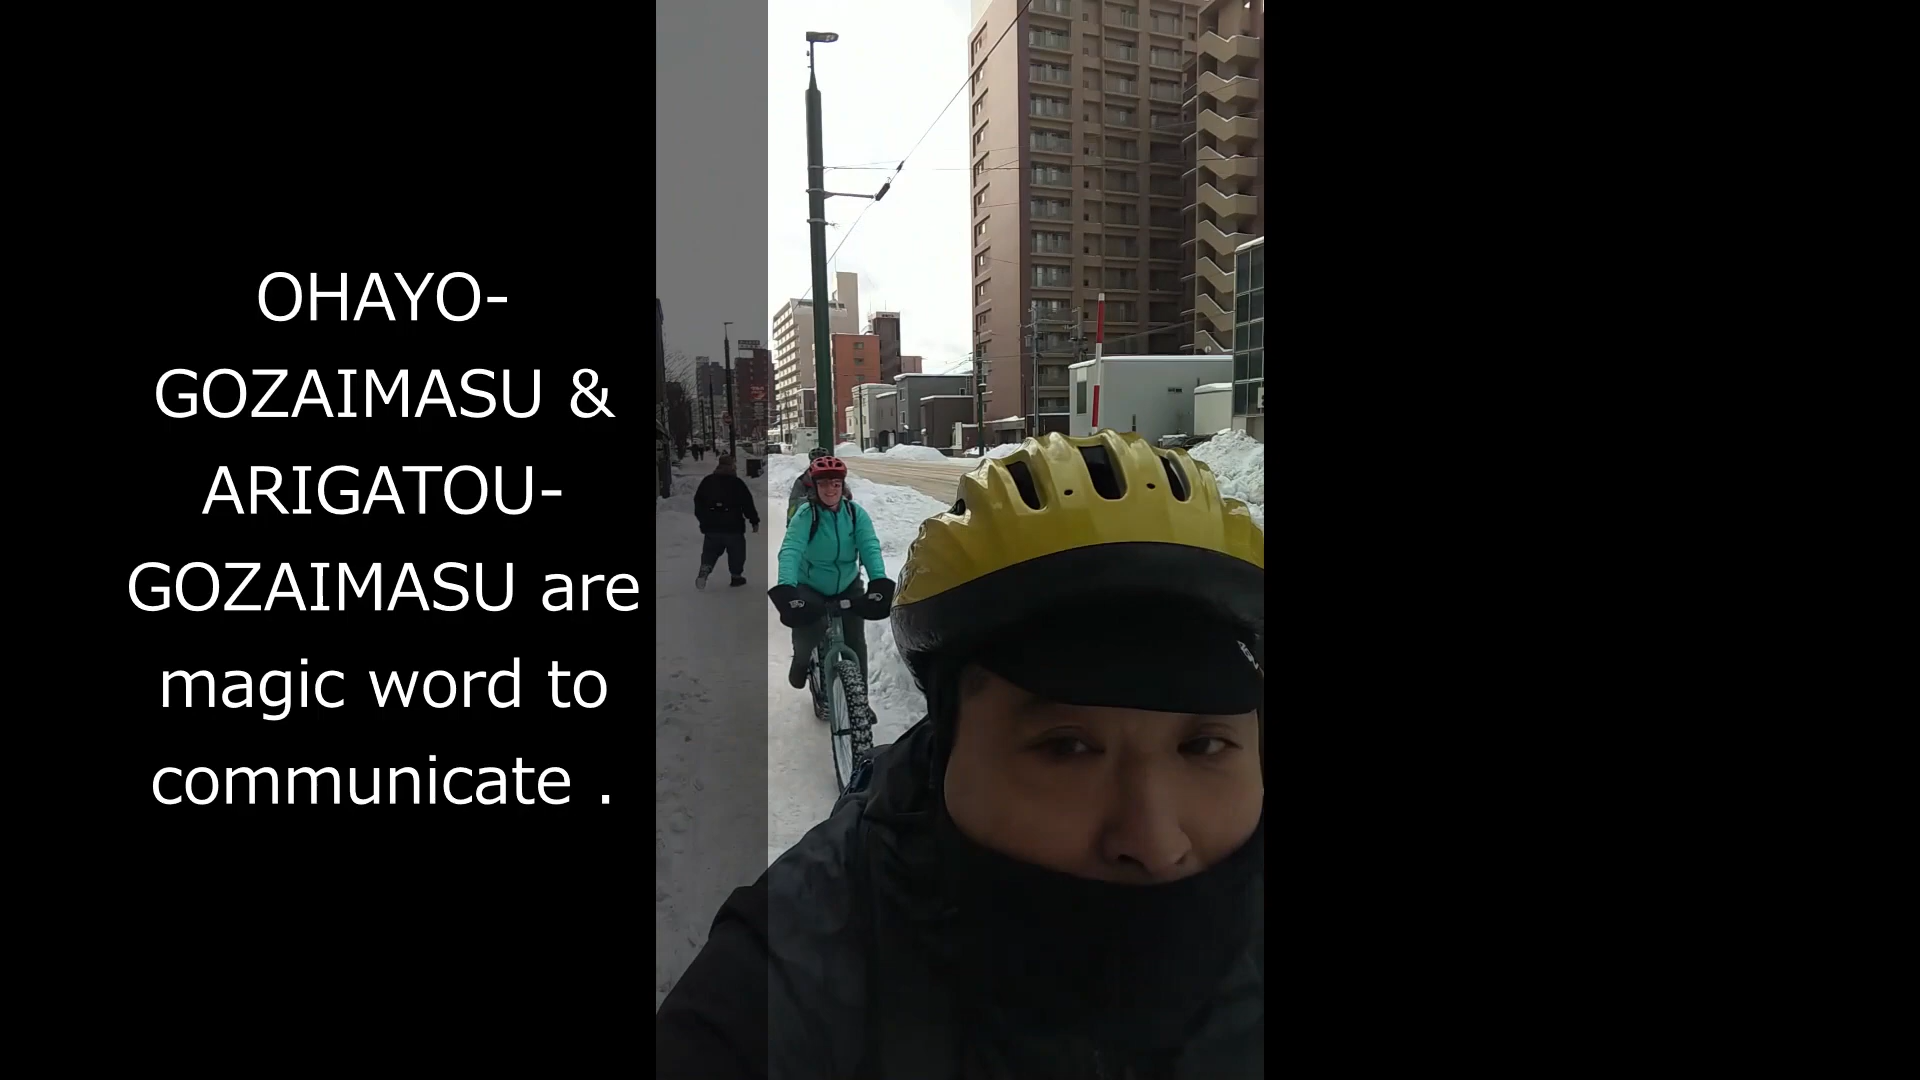 OHAYO-
GOZAIMASU &
ARIGATOU-
GOZAIMASU are
magic word to
communicate .